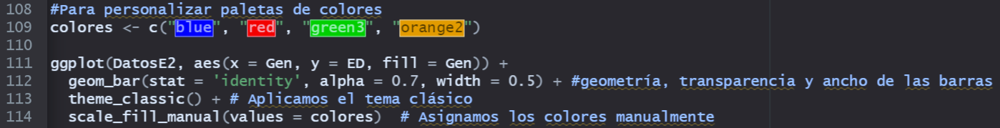 108 #Para personalizar paletas de colores
109 colores <- c("blue", "red", "green3", "orange2")
110
111 ggplot(DatosE2, aes(x = Gen, y = ED, fill = Gen)) +
112   geom_bar(stat = 'identity', alpha = 0.7, width = 0.5) + #geometría, transparencia y ancho de las barras
113   theme_classic() + # Aplicamos el tema clásico
114   scale_fill_manual(values = colores)  # Asignamos los colores manualmente